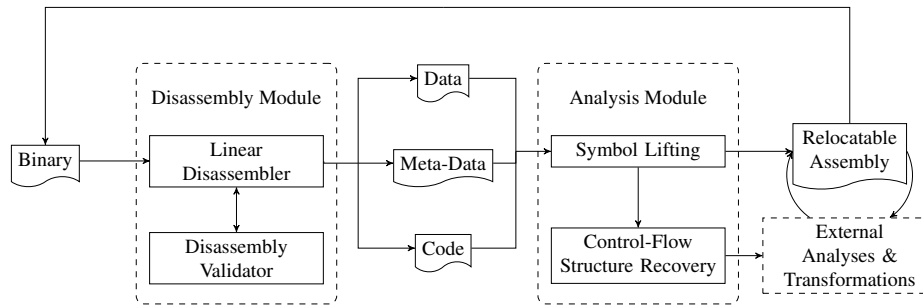 Binary
Disassembly Module
Linear
Disassembler
Disassembly
Validator
Data
Meta-Data
Code
Analysis Module
Symbol Lifting
Control-Flow
Structure Recovery
Relocatable
Assembly
External
Analyses &
Transformations